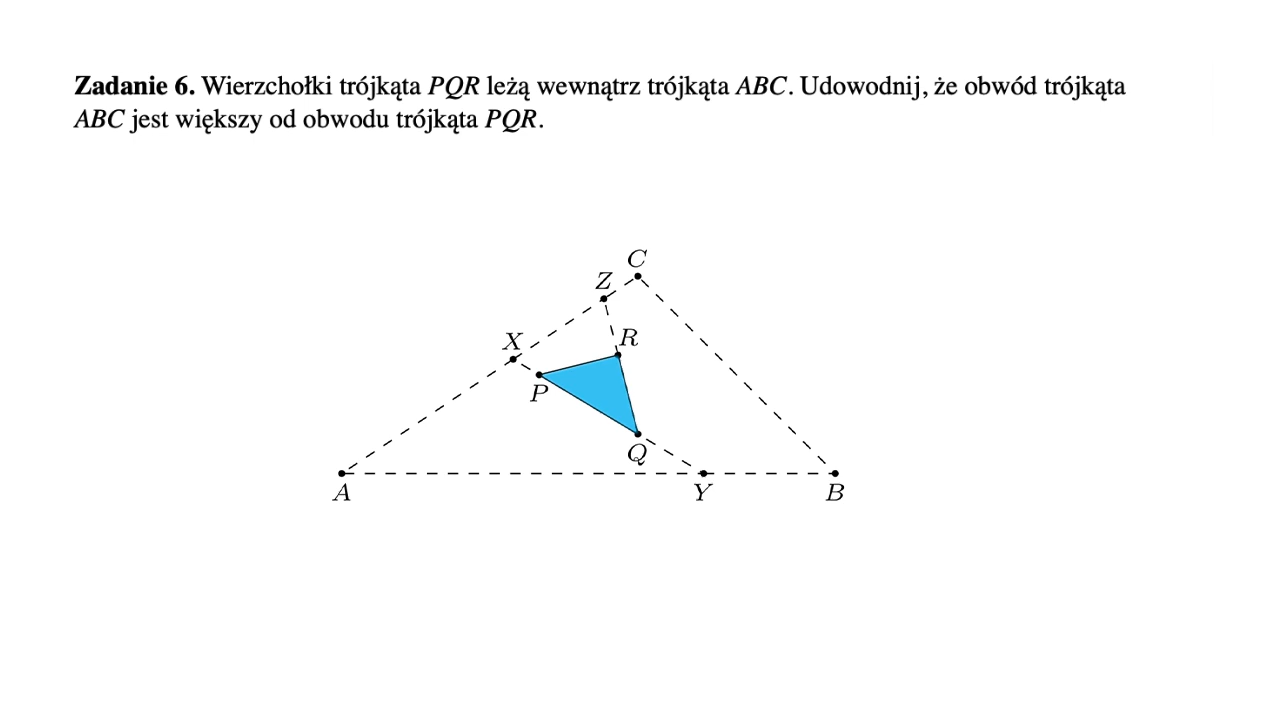 Zadanie 6. Wierzchołki trójkąta PQR leżą wewnątrz trójkąta ABC. Udowodnij, że obwód trójkąta
ABC jest większy od obwodu trójkąta PQR.
C
Z
X
R
P
Q
A
Y
B